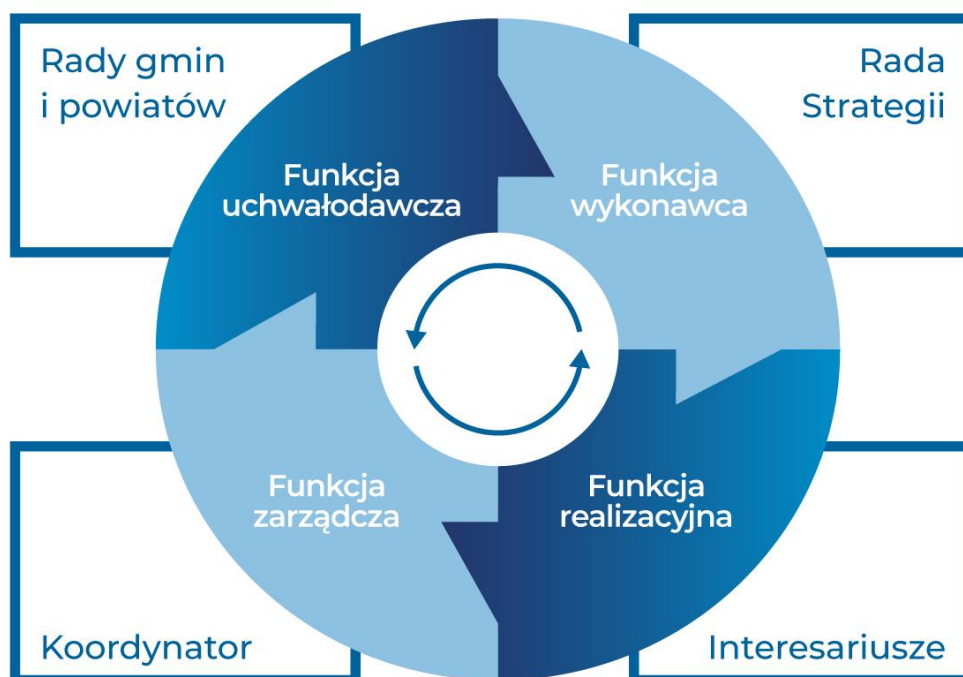 Rady gmin
i powiatów
Rada
Strategii
Funkcja
uchwałodawcza
Funkcja
wykonawca
Funkcja
zarządcza
Funkcja
realizacyjna
Koordynator
Interesariusze